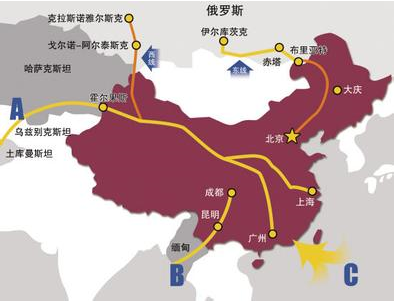 俄罗斯
克拉斯诺雅尔斯克
戈尔诺-阿尔泰斯克
西线
伊尔库茨克
布里亚特
赤塔
东线
哈萨克斯坦
霍尔果斯
大庆
A
乌兹别克斯坦
土库曼斯坦
北京
成都
上海
昆明
广州
缅甸
B
C